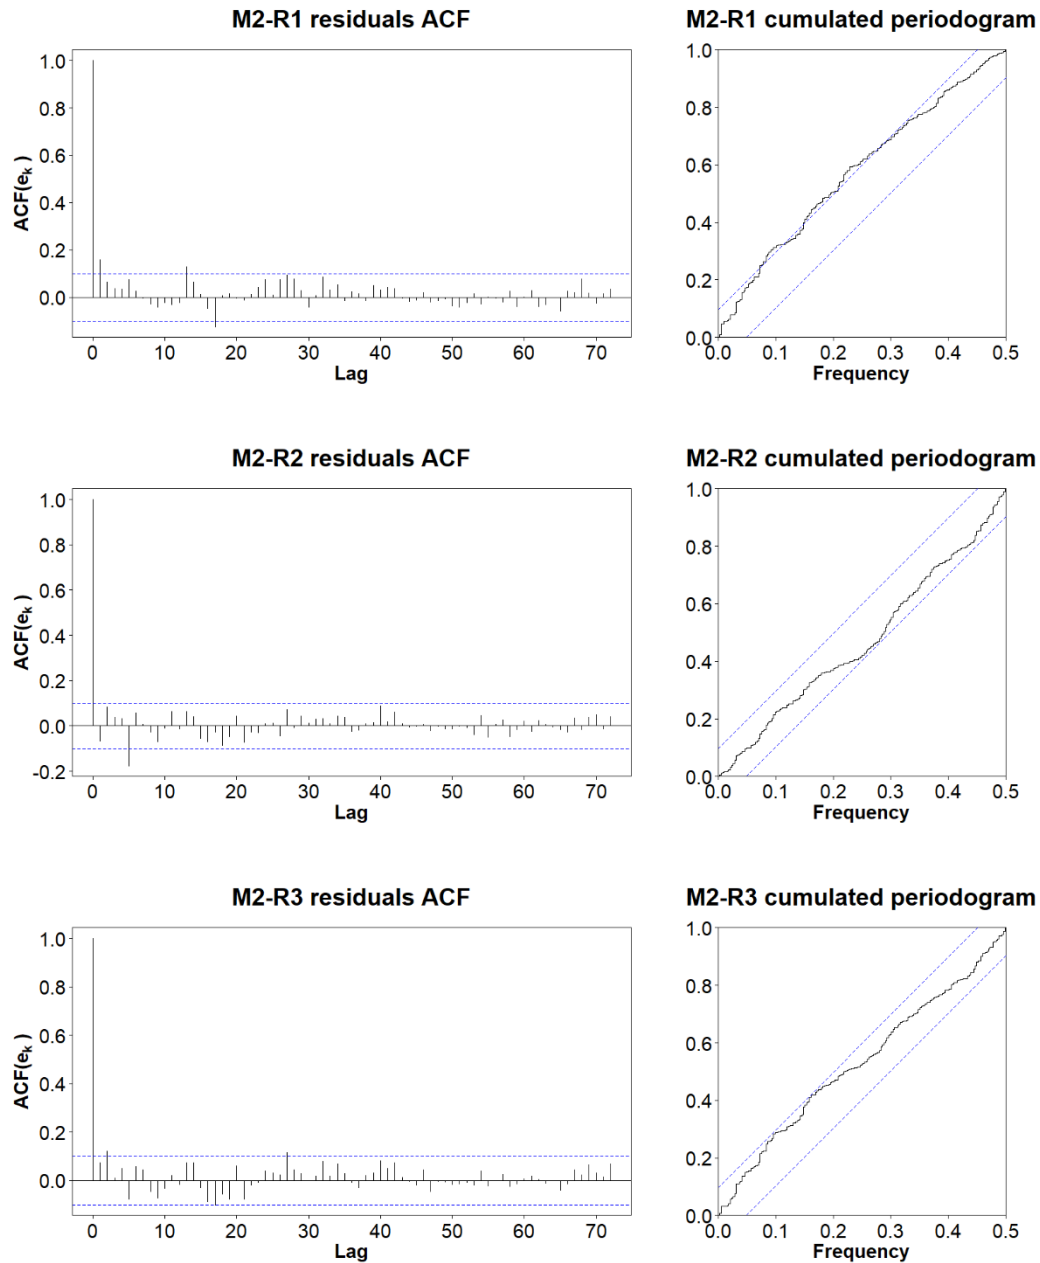 M2-R1 residuals ACF
ACF(eₖ )
1.0
0.8
0.6
0.4
0.2
0.0
0 10 20 30 40 50 60 70
Lag
M2-R1 cumulated periodogram
1.0
0.8
0.6
0.4
0.2
0.0
0.0 0.1 0.2 0.3 0.4 0.5
Frequency
M2-R2 residuals ACF
ACF(eₖ )
1.0
0.8
0.6
0.4
0.2
0.0
-0.2
0 10 20 30 40 50 60 70
Lag
M2-R2 cumulated periodogram
1.0
0.8
0.6
0.4
0.2
0.0
0.0 0.1 0.2 0.3 0.4 0.5
Frequency
M2-R3 residuals ACF
ACF(eₖ )
1.0
0.8
0.6
0.4
0.2
0.0
0 10 20 30 40 50 60 70
Lag
M2-R3 cumulated periodogram
1.0
0.8
0.6
0.4
0.2
0.0
0.0 0.1 0.2 0.3 0.4 0.5
Frequency